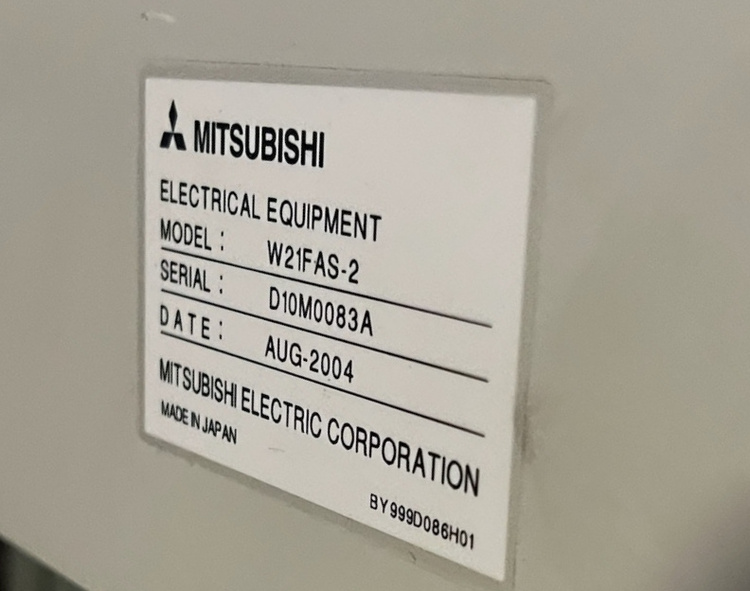 MITSUBISHI
ELECTRICAL EQUIPMENT
MODEL : W21FAS-2
SERIAL : D10M0083A
DATE : AUG-2004
MITSUBISHI ELECTRIC CORPORATION
MADE IN JAPAN
BY999D086H01